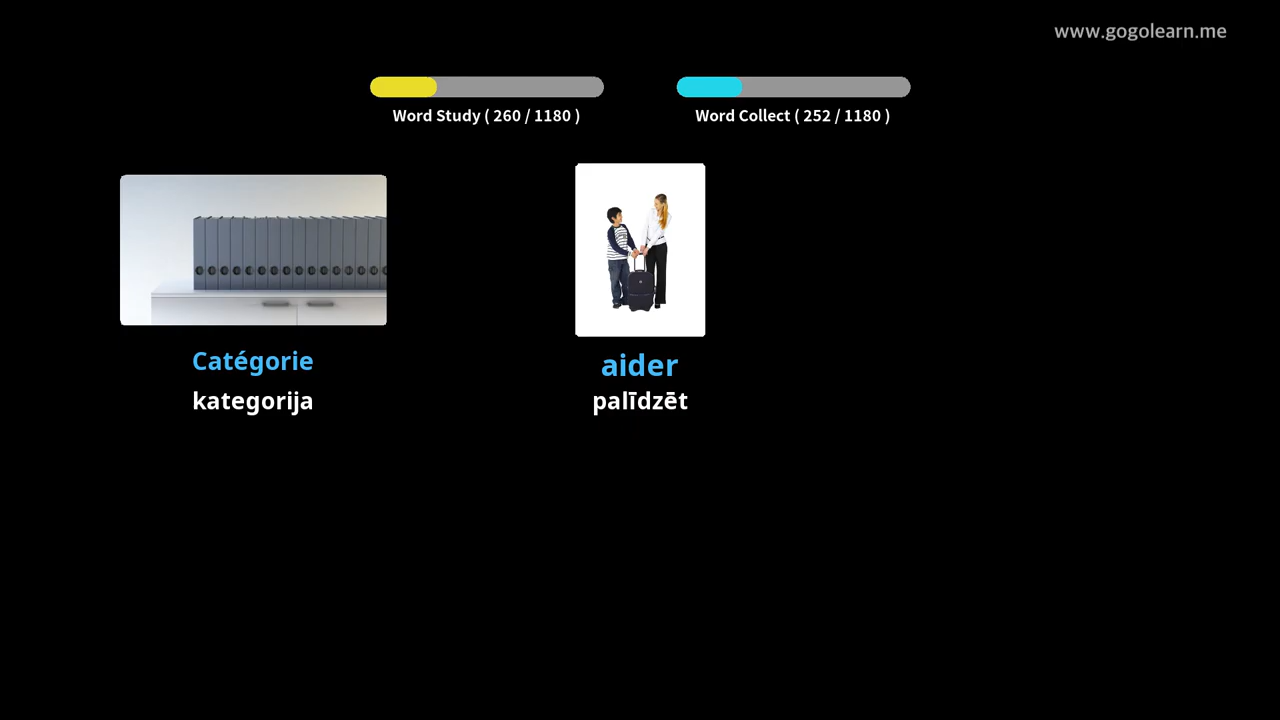 www.gogolearn.me
Word Study ( 260 / 1180 )
Word Collect ( 252 / 1180 )
Catégorie
kategorija
aider
palīdzēt